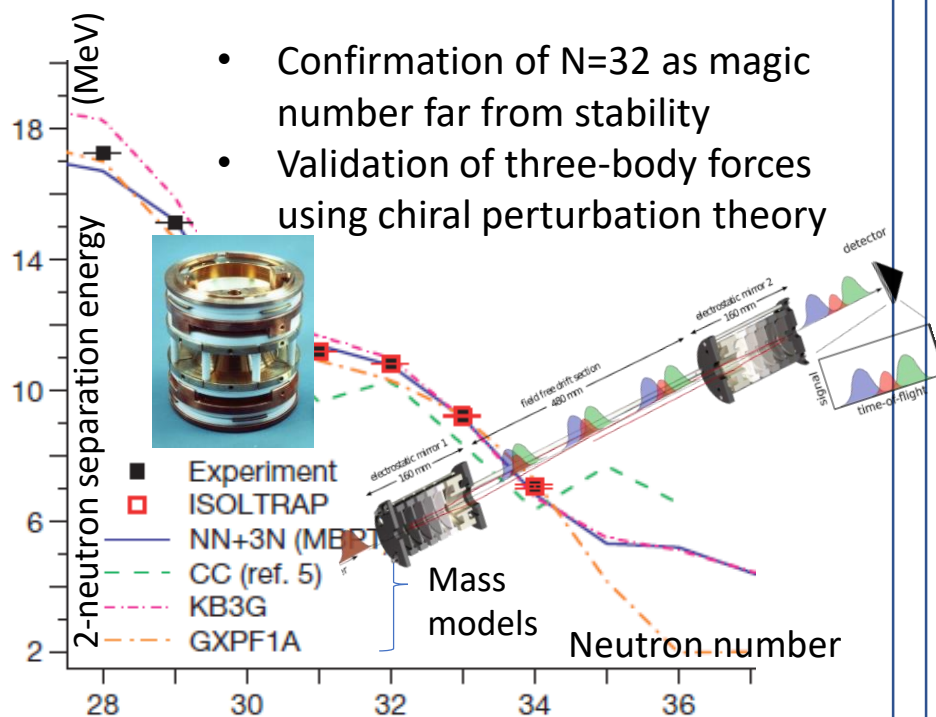 • Confirmation of N=32 as magic
number far from stability
• Validation of three-body forces
using chiral perturbation theory
2-neutron separation energy (MeV)
18
14
10
6
2
detector
electrostatic mirror 2
160 mm
field free drift section
480 mm
electrostatic mirror 1
160 mm
signal
time-of-flight
Experiment
ISOLTRAP
NN+3N (MBPT
CC (ref. 5)
KB3G
GXPF1A
Mass
models
Neutron number
28
30
32
34
36